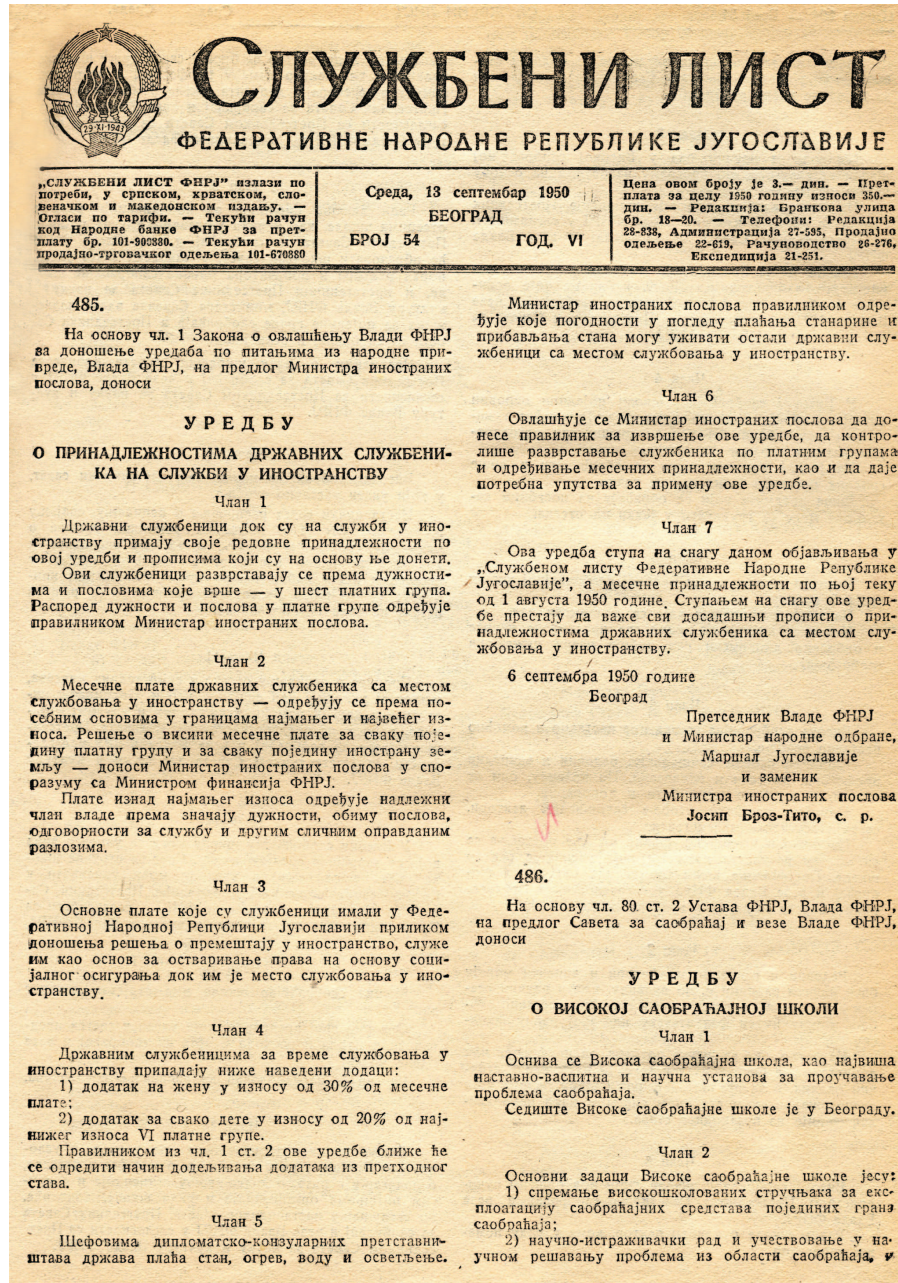 29·XI·1943
СЛУЖБЕНИ ЛИСТ
ФЕДЕРАТИВНЕ НАРОДНЕ РЕПУБЛИКЕ ЈУГОСЛАВИЈЕ
„СЛУЖБЕНИ ЛИСТ ФНРЈ” излази по
потреби, у српском, хрватском, сло-
веначком и македонском издању. —
Огласи по тарифи. — Текући рачун
код Народне банке ФНРЈ за прет-
плату бр. 101-900880. — Текући рачун
продајно-трговачког одељења 101-670880
Среда, 13 септембар 1950
БЕОГРАД
БРОЈ 54 ГОД. VI
Цена овом броју је 3.— дин. — Прет-
плата за целу 1950 годину износи 350.—
дин. — Редакција: Бранкова улица
бр. 18—20. — Телефони: Редакција
28-838, Администрација 27-595, Продајно
одељење 22-619, Рачуноводство 26-276,
Експедиција 21-251.
485.
На основу чл. 1 Закона о овлашћењу Влади ФНРЈ
за доношење уредаба по питањима из народне при-
вреде, Влада ФНРЈ, на предлог Министра иностраних
послова, доноси
УРЕДБУ
О ПРИНАДЛЕЖНОСТИМА ДРЖАВНИХ СЛУЖБЕНИ-
КА НА СЛУЖБИ У ИНОСТРАНСТВУ
Члан 1
Државни службеници док су на служби у ино-
странству примају своје редовне принадлежности по
овој уредби и прописима који су на основу ње донети.
Ови службеници разврставају се према дужности-
ма и пословима које врше — у шест платних група.
Распоред дужности и послова у платне групе одређује
правилником Министар иностраних послова.
Члан 2
Месечне плате државних службеника са местом
службовања у иностранству — одређују се према по-
себним основима у границама најмањег и највећег из-
носа. Решење о висини месечне плате за сваку поје-
дину платну групу и за сваку поједину инострану зе-
мљу — доноси Министар иностраних послова у спо-
разуму са Министром финансија ФНРЈ.
Плате изнад најмањег износа одређује надлежни
члан владе према значају дужности, обиму послова,
одговорности за службу и другим сличним оправданим
разлозима.
Члан 3
Основне плате које су службеници имали у Феде-
ративној Народној Републици Југославији приликом
доношења решења о премештају у иностранство, служе
им као основ за остваривање права на основу соци-
јалног осигурања док им је место службовања у ино-
странству.
Члан 4
Државним службеницима за време службовања у
иностранству припадају ниже наведени додаци:
1) додатак на жену у износу од 30% од месечне
плате;
2) додатак за свако дете у износу од 20% од нај-
нижег износа VI платне групе.
Правилником из чл. 1 ст. 2 ове уредбе ближе ће
се одредити начин додељивања додатака из претходног
става.
Члан 5
Шефовима дипломатско-конзуларних претставни-
штава држава плаћа стан, огрев, воду и осветљење.
Министар иностраних послова правилником одре-
ђује које погодности у погледу плаћања станарине и
прибављања стана могу уживати остали државни слу-
жбеници са местом службовања у иностранству.
Члан 6
Овлашћује се Министар иностраних послова да до-
несе правилник за извршење ове уредбе, да контро-
лише разврставање службеника по платним групама
и одређивање месечних принадлежности, као и да даје
потребна упутства за примену ове уредбе.
Члан 7
Ова уредба ступа на снагу даном објављивања у
„Службеном листу Федеративне Народне Републике
Југославије”, а месечне принадлежности по њој теку
од 1 августа 1950 године. Ступањем на снагу ове уред-
бе престају да важе сви досадашњи прописи о при-
надлежностима државних службеника са местом слу-
жбовања у иностранству.
6 септембра 1950 године
Београд
Претседник Владе ФНРЈ
и Министар народне одбране,
Маршал Југославије
и заменик
Министра иностраних послова
Јосип Броз-Тито, с. р.
486.
На основу чл. 80 ст. 2 Устава ФНРЈ, Влада ФНРЈ,
на предлог Савета за саобраћај и везе Владе ФНРЈ,
доноси
УРЕДБУ
О ВИСОКОЈ САОБРАЋАЈНОЈ ШКОЛИ
Члан 1
Оснива се Висока саобраћајна школа, као највиша
наставно-васпитна и научна установа за проучавање
проблема саобраћаја.
Седиште Високе саобраћајне школе је у Београду.
Члан 2
Основни задаци Високе саобраћајне школе јесу:
1) спремање високошколованих стручњака за екс-
плоатацију саобраћајних средстава појединих грана
саобраћаја;
2) научно-истраживачки рад и учествовање у на-
учном решавању проблема из области саобраћаја, и